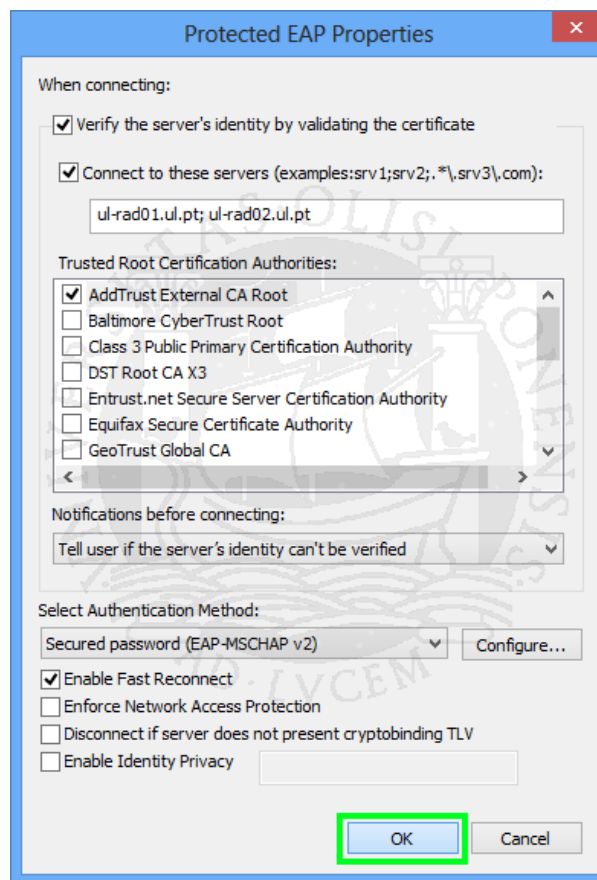 Protected EAP Properties
When connecting:
Verify the server's identity by validating the certificate
Connect to these servers (examples:srv1;srv2;.*\.srv3\.com):
ul-rad01.ul.pt; ul-rad02.ul.pt
Trusted Root Certification Authorities:
AddTrust External CA Root
Baltimore CyberTrust Root
Class 3 Public Primary Certification Authority
DST Root CA X3
Entrust.net Secure Server Certification Authority
Equifax Secure Certificate Authority
GeoTrust Global CA
Notifications before connecting:
Tell user if the server's identity can't be verified
Select Authentication Method:
Secured password (EAP-MSCHAP v2)
Configure...
Enable Fast Reconnect
Enforce Network Access Protection
Disconnect if server does not present cryptobinding TLV
Enable Identity Privacy
OK
Cancel
AD·LVCEM